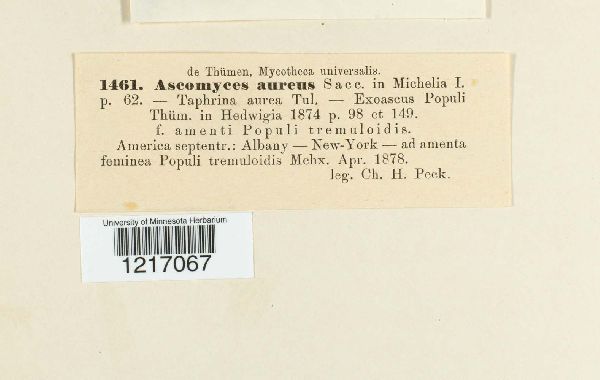 de Thümen, Mycotheca universalis.
1461. Ascomyces aureus Sacc. in Michelia I.
p. 62. — Taphrina aurea Tul. — Exoascus Populi
Thüm. in Hedwigia 1874 p. 98 et 149.
f. amenti Populi tremuloidis.
America septentr.: Albany — New-York — ad amenta
feminea Populi tremuloidis Mchx. Apr. 1878.
leg. Ch. H. Peck.
University of Minnesota Herbarium
1217067